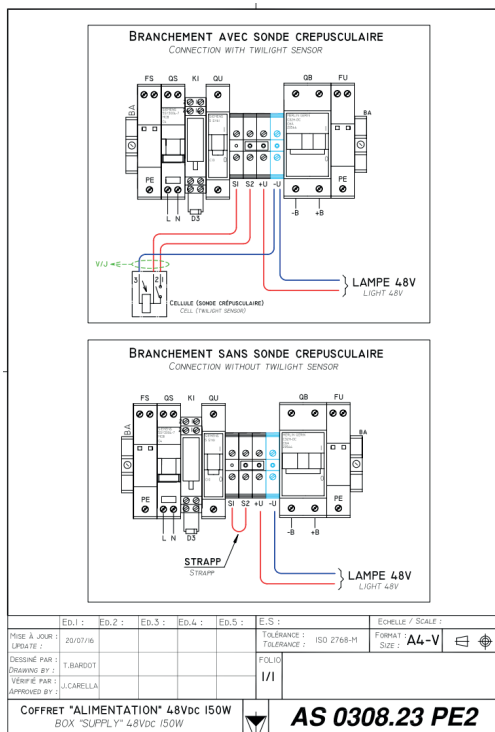 BRANCHEMENT AVEC SONDE CREPUSCULAIRE
CONNECTION WITH TWILIGHT SENSOR
FS QS KI QU QB FU
BA BA
PE PE
L N D3 S1 S2 +U -U -B +B
V/J E
3 2 1
CELLULE (SONDE CRÉPUSCULAIRE)
CELL (TWILIGHT SENSOR)
LAMPE 48V
LIGHT 48V
BRANCHEMENT SANS SONDE CREPUSCULAIRE
CONNECTION WITHOUT TWILIGHT SENSOR
FS QS KI QU QB FU
BA BA
PE PE
L N D3 S1 S2 +U -U -B +B
STRAPP
STRAPP
LAMPE 48V
LIGHT 48V
ED.1 : ED.2 : ED.3 : ED.4 : ED.5 : E.S : ECHELLE / SCALE :
MISE À JOUR :
UPDATE :
20/07/16
TOLÉRANCE :
TOLERANCE :
ISO 2768-M
FORMAT :
SIZE :
A4-V
DESSINÉ PAR :
DRAWING BY :
T.BARDOT
FOLIO
1/1
VÉRIFIÉ PAR :
APPROVED BY :
J.CARELLA
COFFRET "ALIMENTATION" 48VDC 150W
BOX "SUPPLY" 48VDC 150W
AS 0308.23 PE2